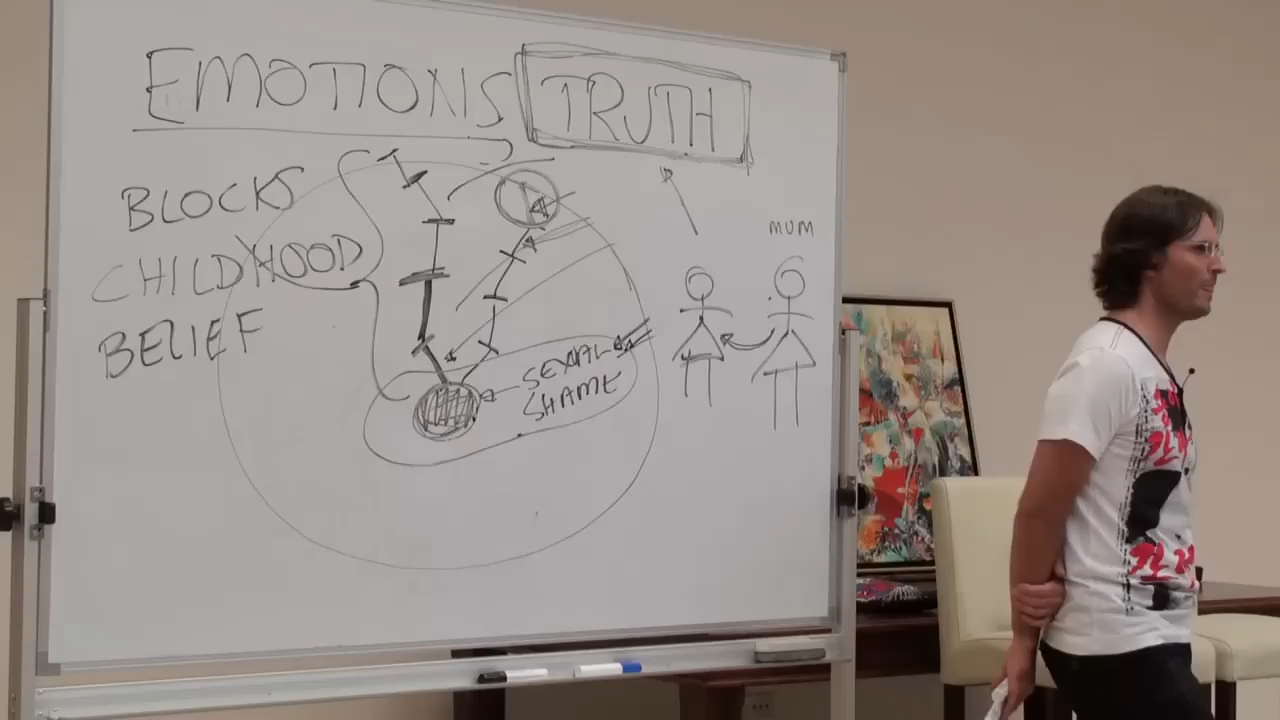 EMOTIONS TRUTH
BLOCKS
CHILDHOOD
BELIEF
MUM
SEXUAL
SHAME